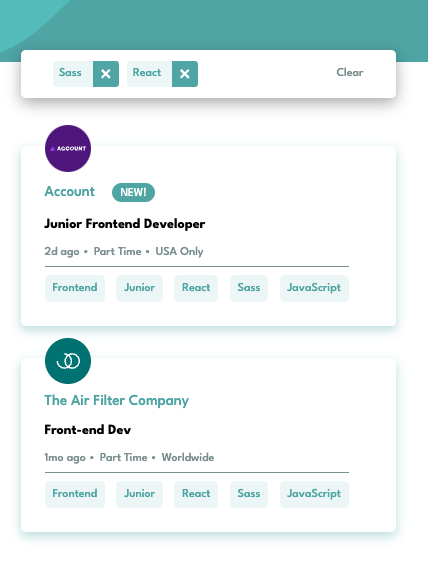 Sass × React × Clear
ACCOUNT
Account NEW!
Junior Frontend Developer
2d ago • Part Time • USA Only
Frontend Junior React Sass JavaScript
The Air Filter Company
Front-end Dev
1mo ago • Part Time • Worldwide
Frontend Junior React Sass JavaScript